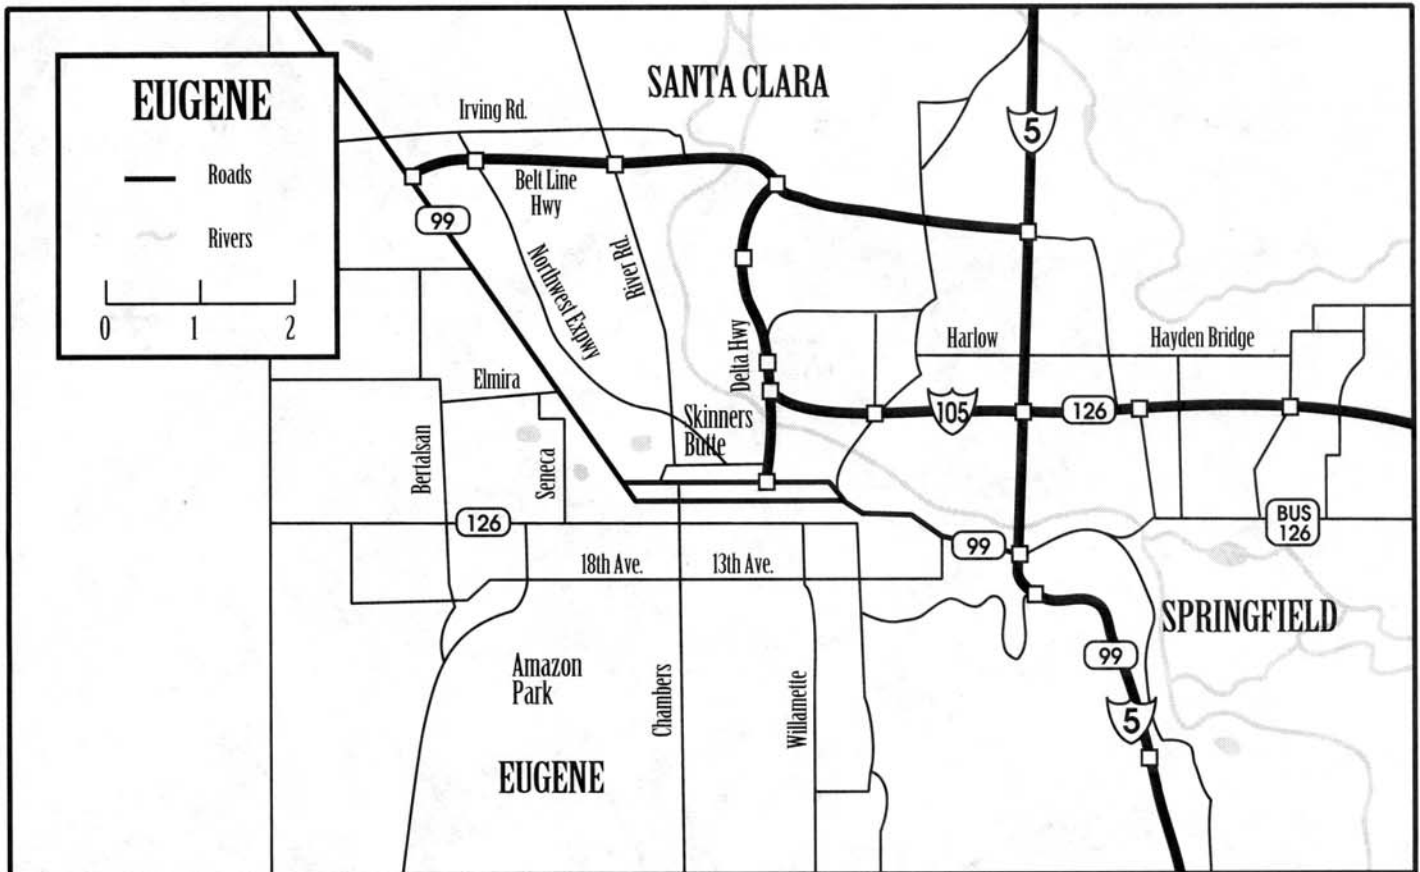 SANTA CLARA
EUGENE
Irving Rd.
5
Roads
Belt Line
Hwy
99
Rivers
River Rd.
Northwest Expwy
0 1 2
Delta Hwy
Harlow
Hayden Bridge
Elmira
105
126
Skinners
Butte
Bertalsan
Seneca
126
BUS
126
99
18th Ave.
13th Ave.
SPRINGFIELD
99
Amazon
Park
Chambers
Willamette
5
EUGENE